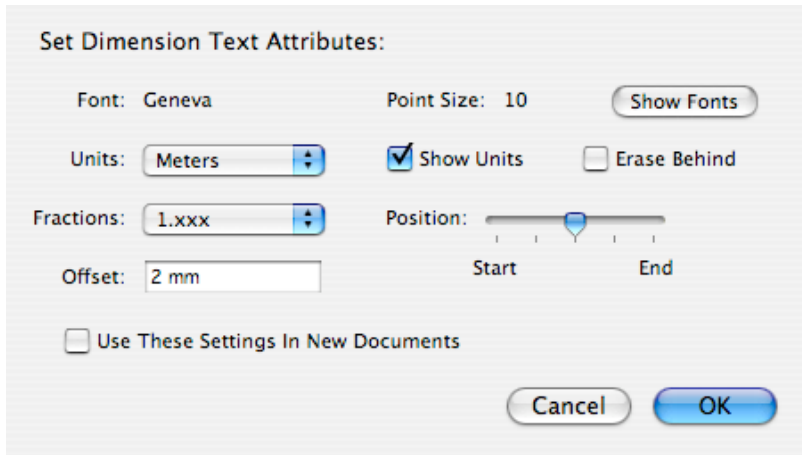 Set Dimension Text Attributes:
Font: Geneva Point Size: 10 Show Fonts
Units: Meters Show Units Erase Behind
Fractions: 1.xxx Position:
Offset: 2 mm Start End
Use These Settings In New Documents
Cancel OK